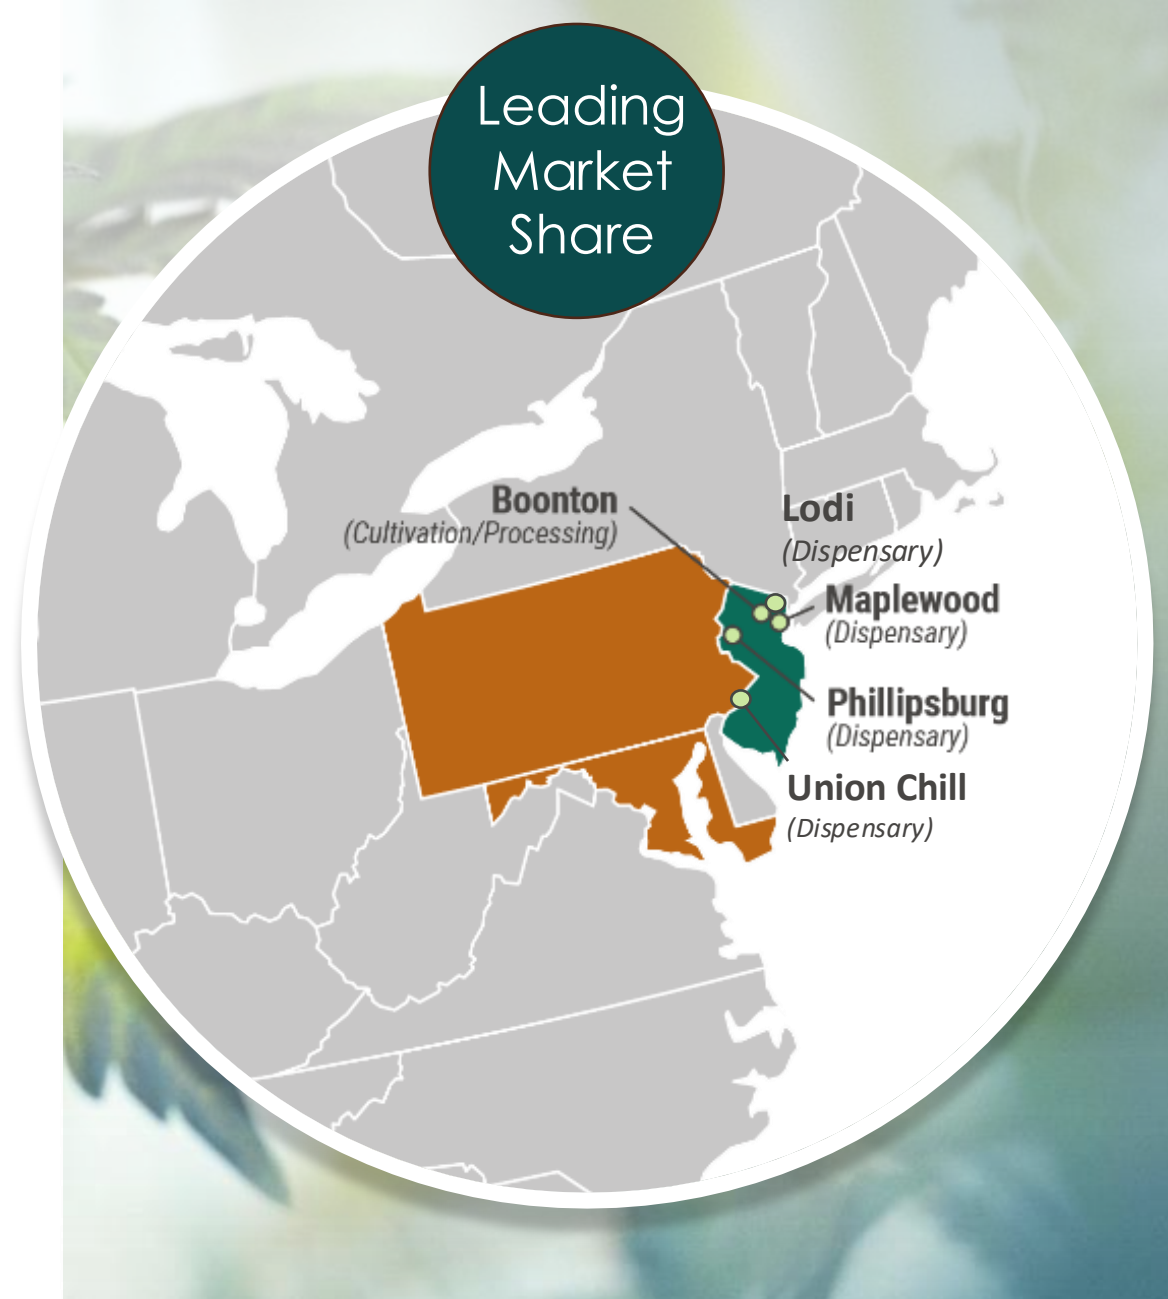 Leading
Market
Share
Boonton
(Cultivation/Processing)
Lodi
(Dispensary)
Maplewood
(Dispensary)
Phillipsburg
(Dispensary)
Union Chill
(Dispensary)